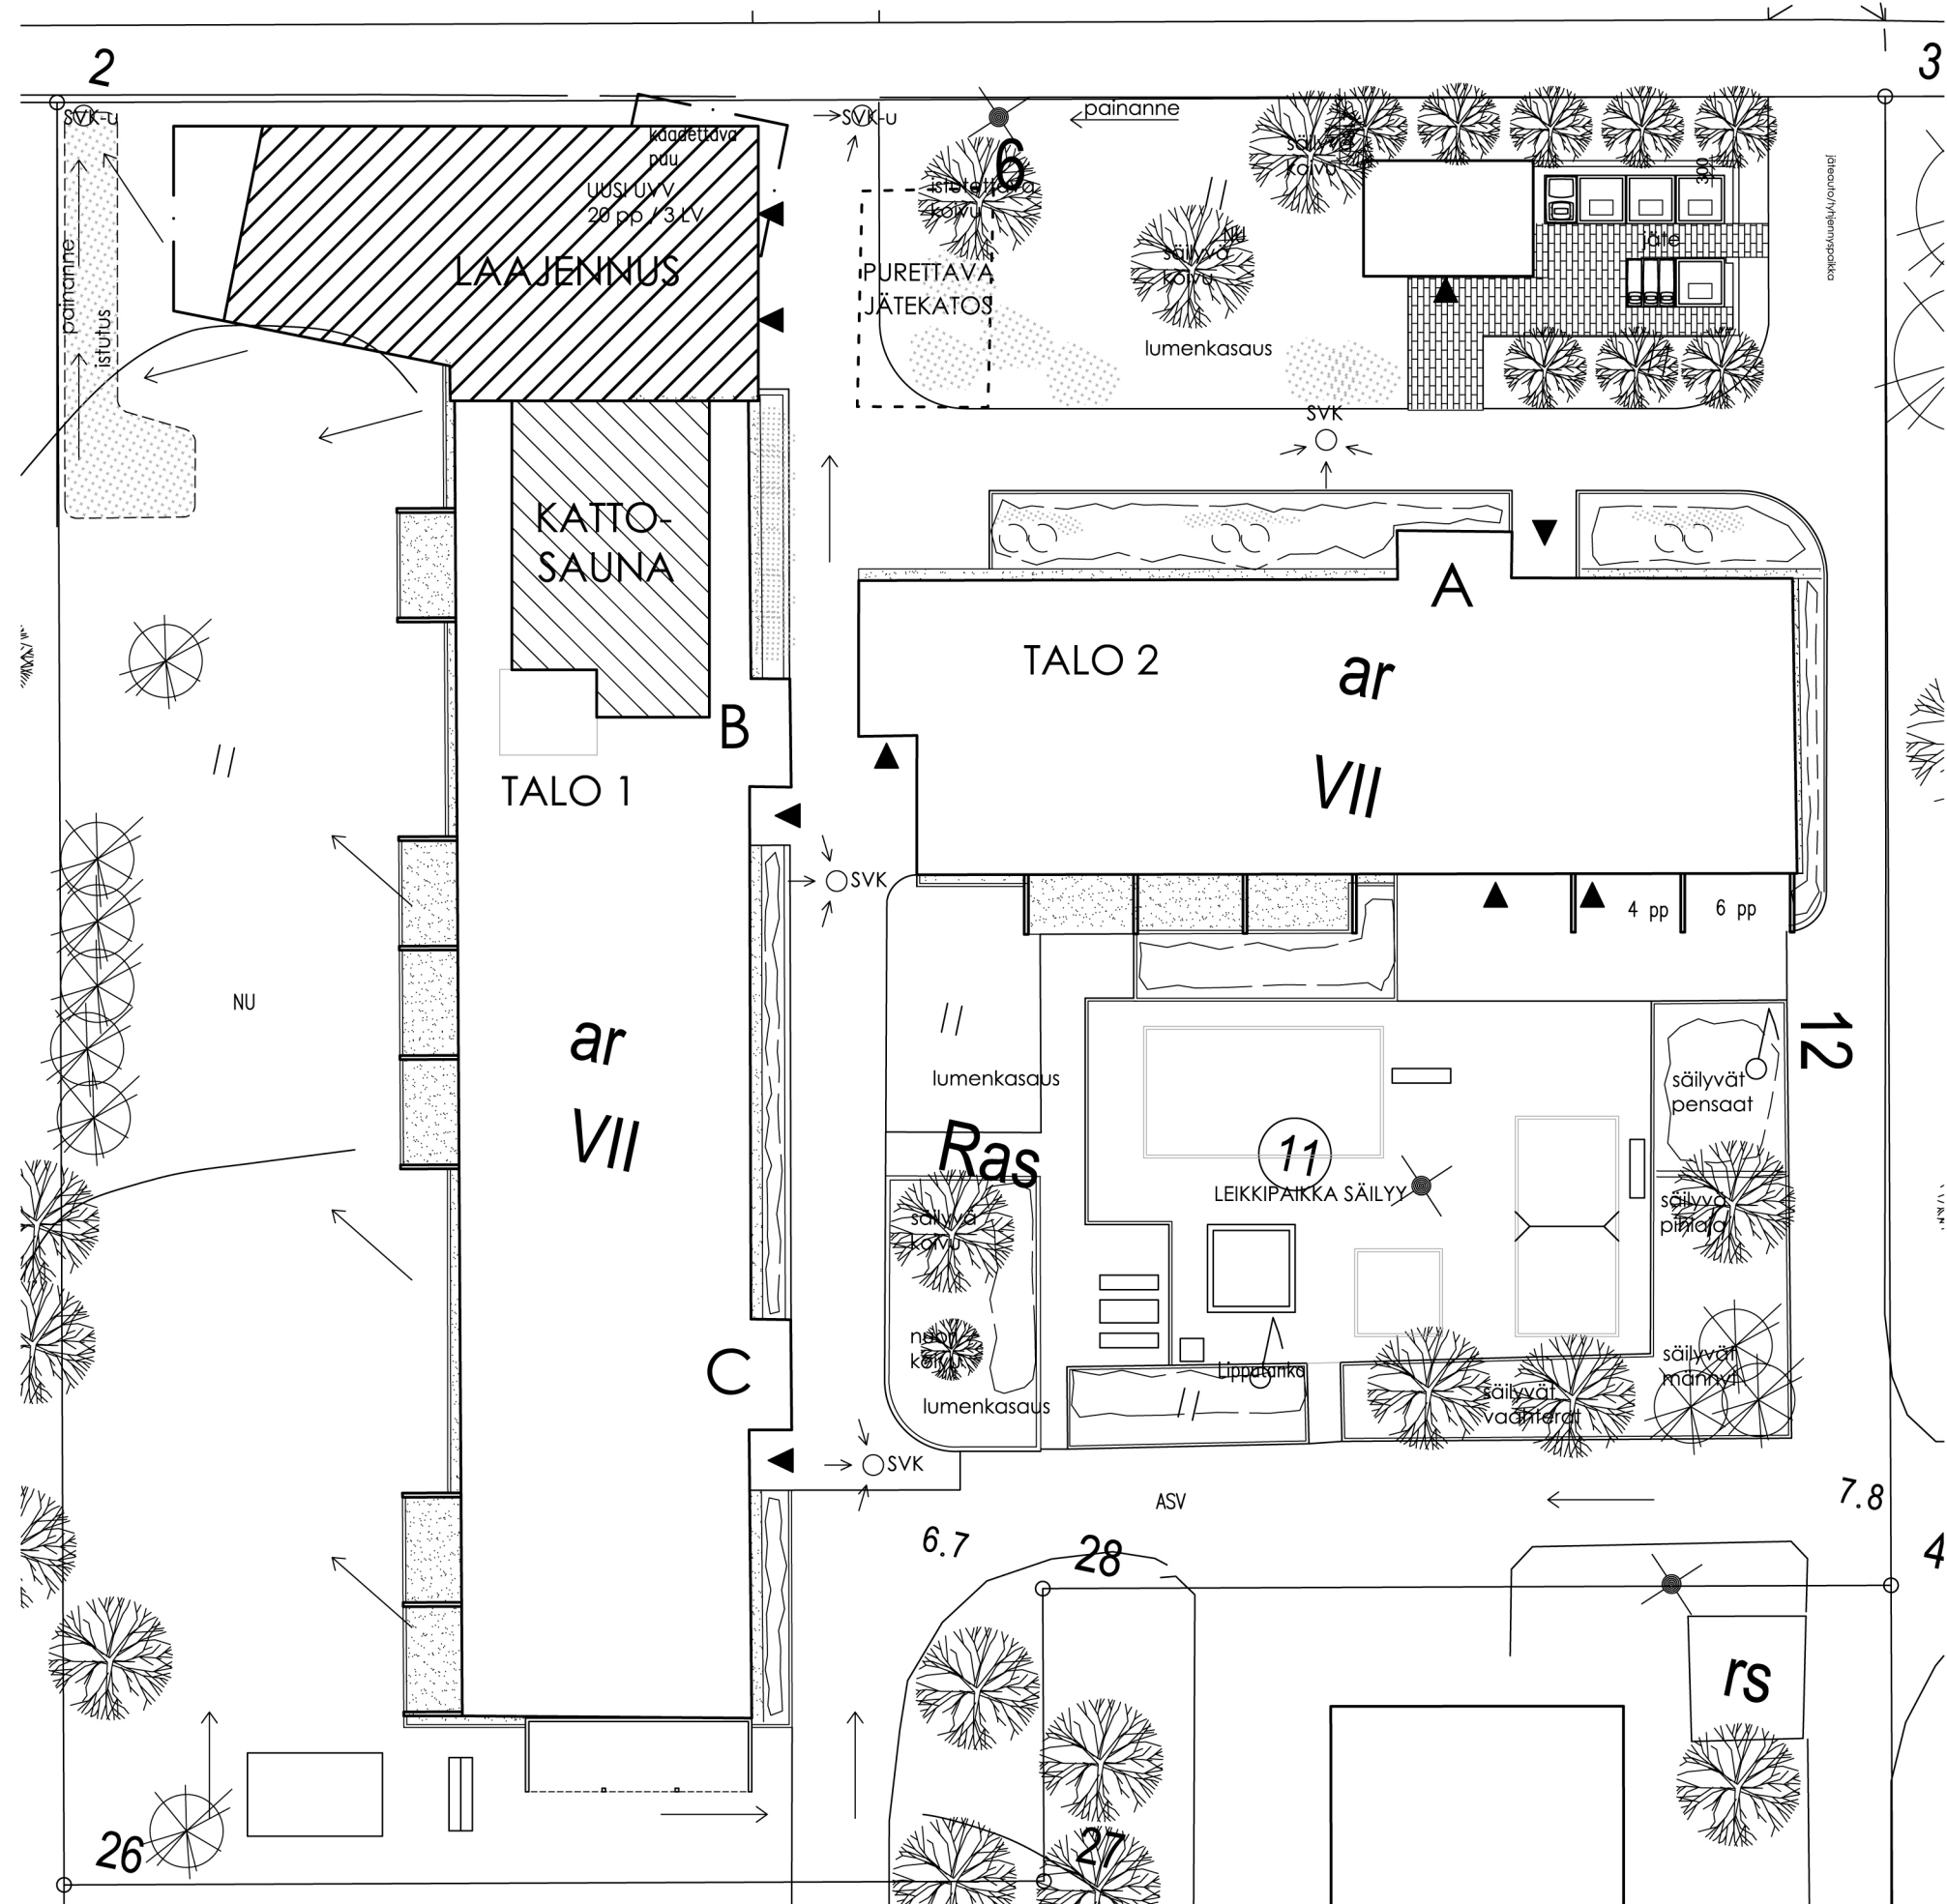 2
3
SVK-u
kaadettava
puu
SVK-u
painanne
6
säilyvä
koivu
UUSI UVV
20 pp / 3 LV
istutettava
koivu
300
jäteauto/tyhjennyspaikka
painanne
istutus
LAAJENNUS
PURETTAVA
JÄTEKATOS
NU
säilyvä
koivu
jäte
lumenkasaus
SVK
KATTO-
SAUNA
A
TALO 2
ar
VII
B
TALO 1
SVK
4 pp
6 pp
NU
ar
VII
lumenkasaus
12
säilyvät
pensaat
Ras
11
LEIKKIPAIKKA SÄILYY
säilyvä
koivu
säilyvä
pihlaja
nuori
koivu
C
Lipputanko
lumenkasaus
säilyvät
vaahterat
säilyvät
männyt
SVK
ASV
7.8
6.7
28
4
rs
26
27